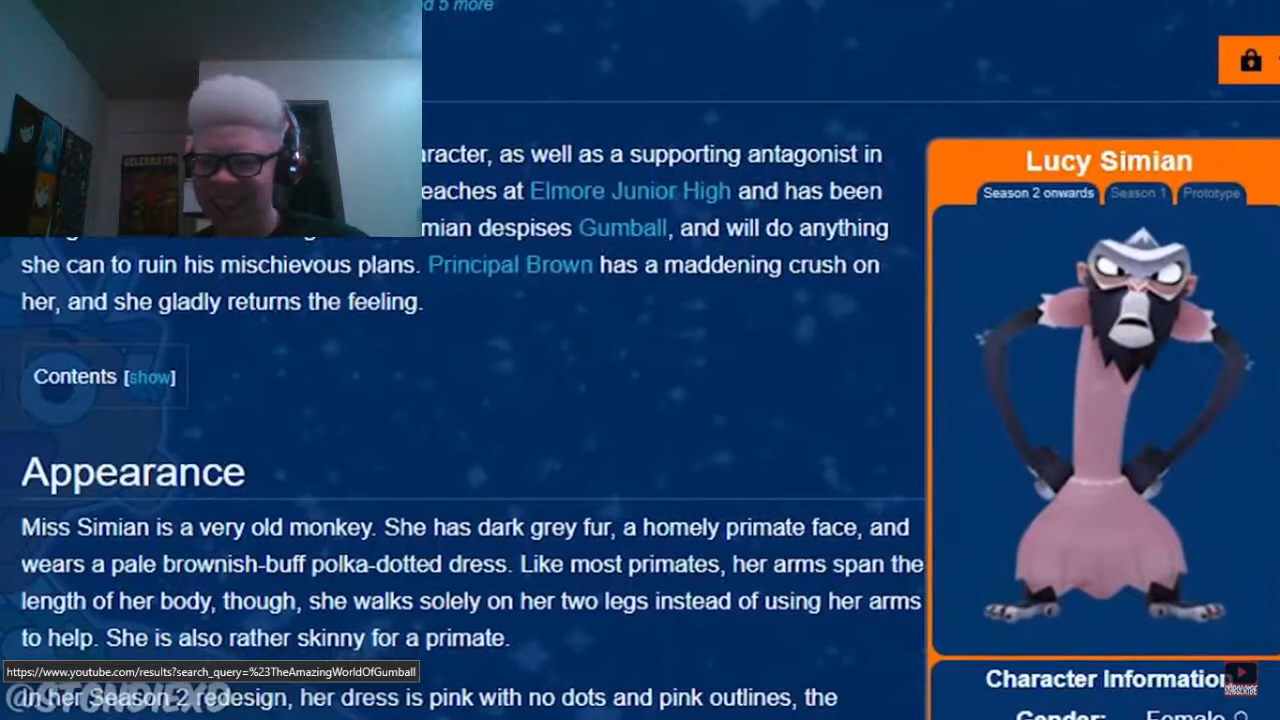 d 5 more
CELEBRATE
aracter, as well as a supporting antagonist in
eaches at Elmore Junior High and has been
mian despises Gumball, and will do anything
she can to ruin his mischievous plans. Principal Brown has a maddening crush on
her, and she gladly returns the feeling.
Contents [show]
Appearance
Miss Simian is a very old monkey. She has dark grey fur, a homely primate face, and
wears a pale brownish-buff polka-dotted dress. Like most primates, her arms span the
length of her body, though, she walks solely on her two legs instead of using her arms
to help. She is also rather skinny for a primate.
https://www.youtube.com/results?search_query=%23TheAmazingWorldOfGumball
In her Season 2 redesign, her dress is pink with no dots and pink outlines, the
Lucy Simian
Season 2 onwards Season 1 Prototype
Character Information
Gender: Female ♀
SUBSCRIBE